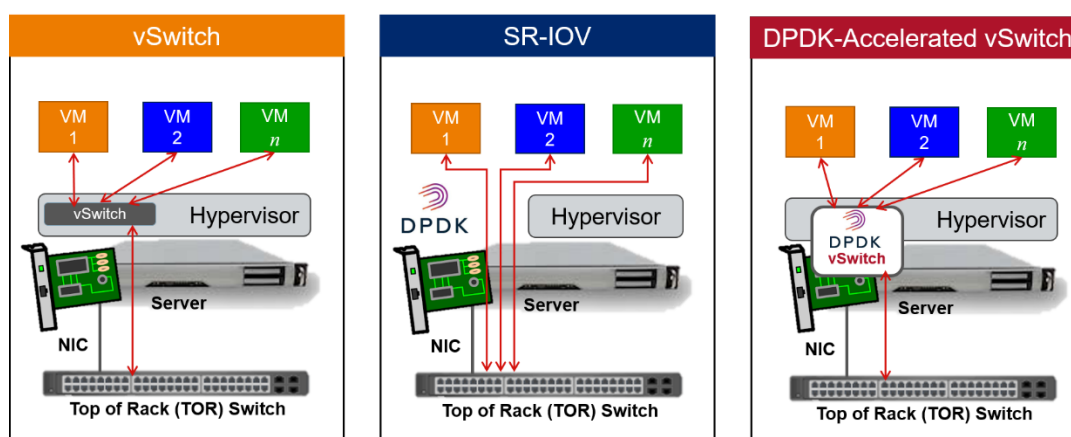 vSwitch
VM
1
VM
2
VM
n
vSwitch
Hypervisor
Server
NIC
Top of Rack (TOR) Switch
SR-IOV
VM
1
VM
2
VM
n
DPDK
Hypervisor
Server
NIC
Top of Rack (TOR) Switch
DPDK-Accelerated vSwitch
VM
1
VM
2
VM
n
DPDK
vSwitch
Hypervisor
Server
NIC
Top of Rack (TOR) Switch